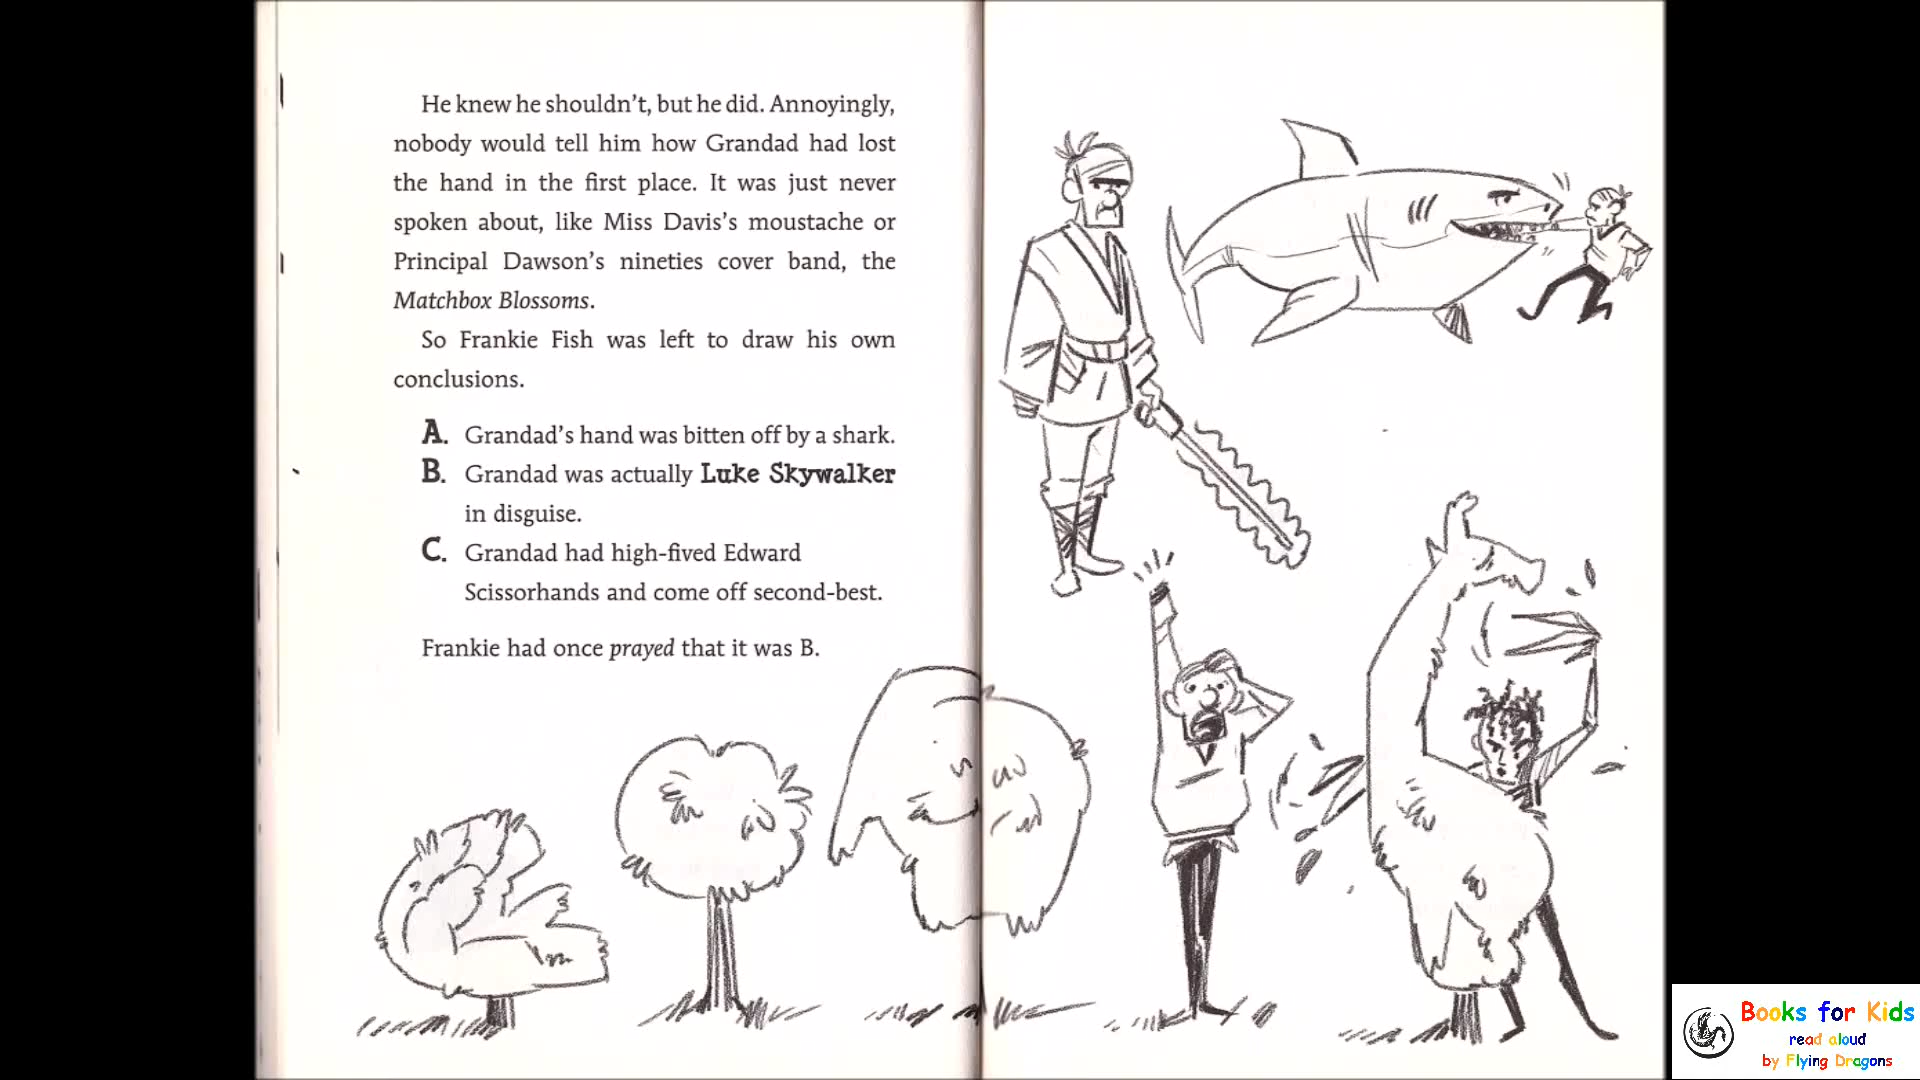 He knew he shouldn't, but he did. Annoyingly,
nobody would tell him how Grandad had lost
the hand in the first place. It was just never
spoken about, like Miss Davis's moustache or
Principal Dawson's nineties cover band, the
Matchbox Blossoms.
So Frankie Fish was left to draw his own
conclusions.
A. Grandad's hand was bitten off by a shark.
B. Grandad was actually Luke Skywalker
in disguise.
C. Grandad had high-fived Edward
Scissorhands and come off second-best.
Frankie had once prayed that it was B.
Books for Kids
read aloud
by Flying Dragons